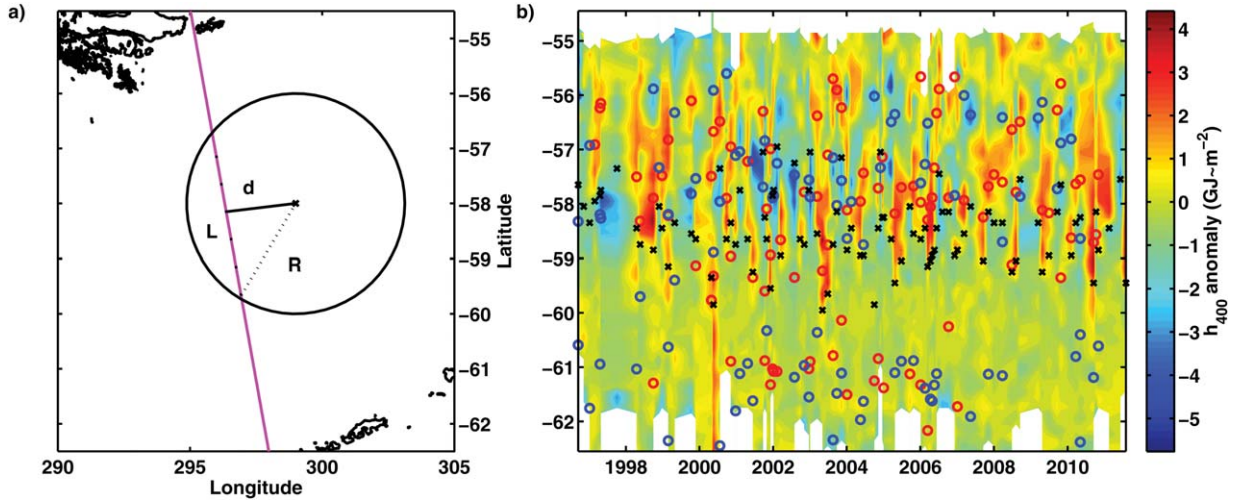 a)
b)
d
L
R
-55
-56
-57
-58
-59
-60
-61
-62
Latitude
290 295 300 305
Longitude
-55
-56
-57
-58
-59
-60
-61
-62
1998 2000 2002 2004 2006 2008 2010
4
3
2
1
0
-1
-2
-3
-4
-5
h400 anomaly (GJ~m−2)